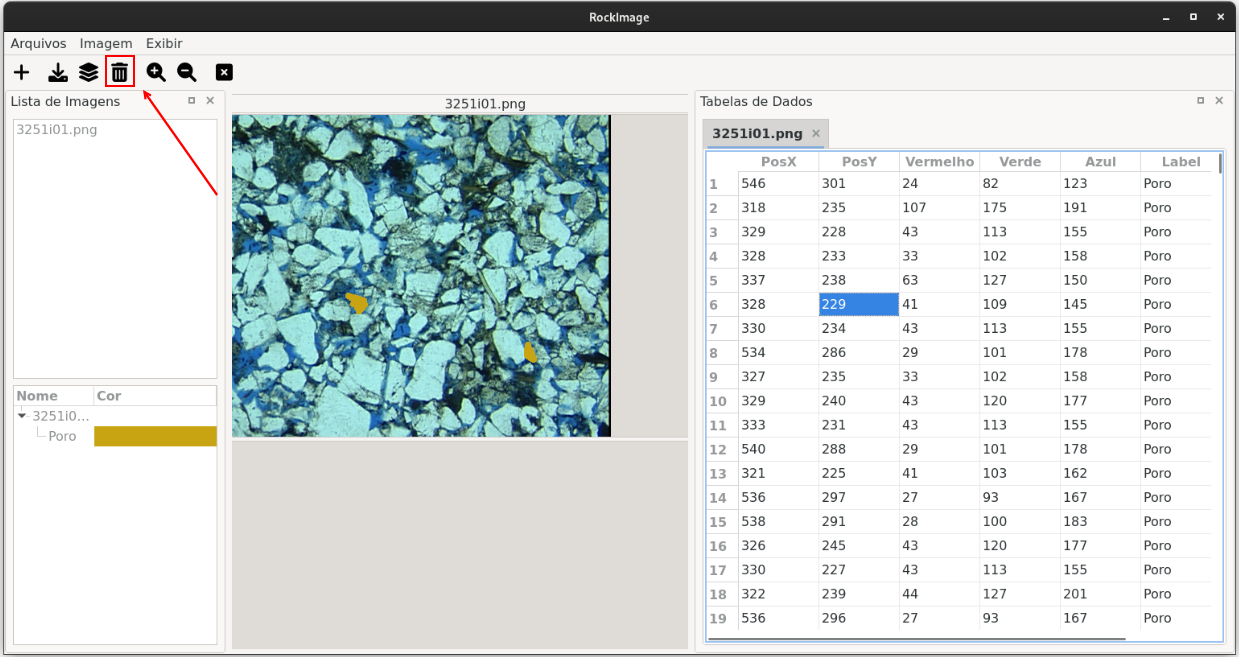 RockImage
Arquivos Imagem Exibir
Lista de Imagens
3251i01.png
Nome Cor
3251i0...
Poro
3251i01.png
Tabelas de Dados
3251i01.png
PosX PosY Vermelho Verde Azul Label
1 546 301 24 82 123 Poro
2 318 235 107 175 191 Poro
3 329 228 43 113 155 Poro
4 328 233 33 102 158 Poro
5 337 238 63 127 150 Poro
6 328 229 41 109 145 Poro
7 330 234 43 113 155 Poro
8 534 286 29 101 178 Poro
9 327 235 33 102 158 Poro
10 329 240 43 120 177 Poro
11 333 231 43 113 155 Poro
12 540 288 29 101 178 Poro
13 321 225 41 103 162 Poro
14 536 297 27 93 167 Poro
15 538 291 28 100 183 Poro
16 326 245 43 120 177 Poro
17 330 227 43 113 155 Poro
18 322 239 44 127 201 Poro
19 536 296 27 93 167 Poro